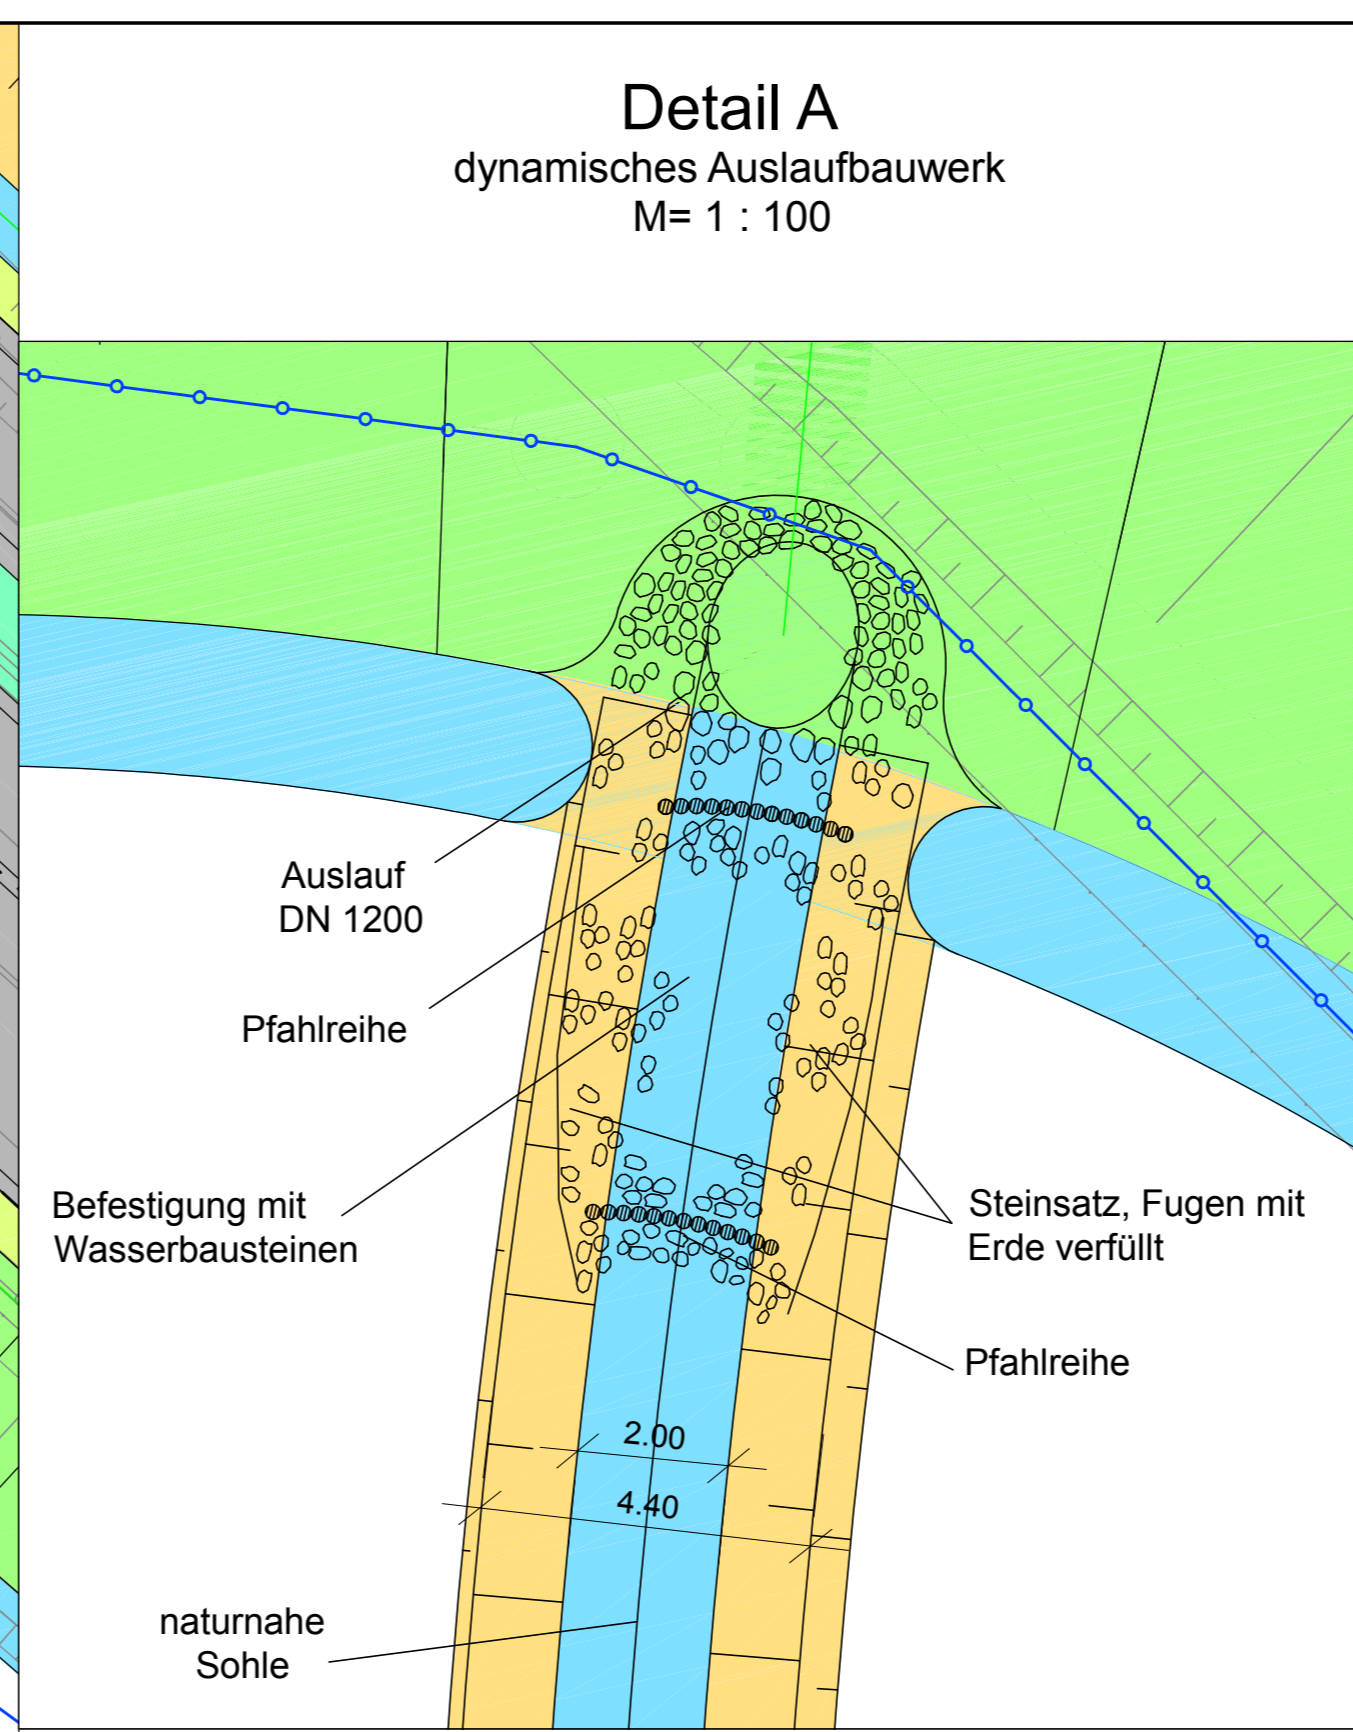 Detail A
dynamisches Auslaufbauwerk
M= 1 : 100
Auslauf
DN 1200
Pfahlreihe
Befestigung mit
Wasserbausteinen
Steinsatz, Fugen mit
Erde verfüllt
Pfahlreihe
2.00
4.40
naturnahe
Sohle